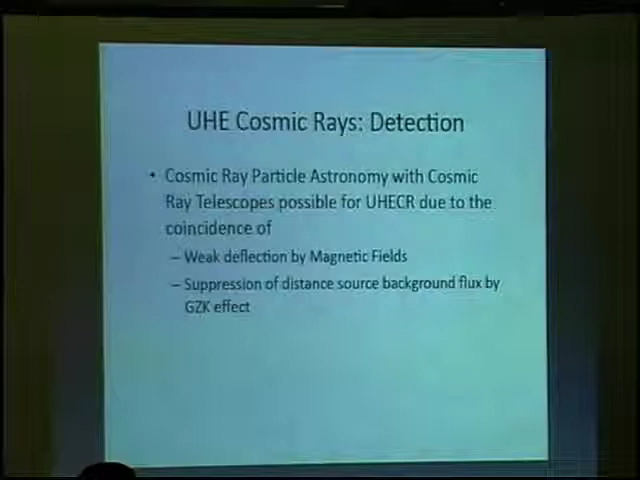 UHE Cosmic Rays: Detection
• Cosmic Ray Particle Astronomy with Cosmic
Ray Telescopes possible for UHECR due to the
coincidence of
– Weak deflection by Magnetic Fields
– Suppression of distance source background flux by
GZK effect